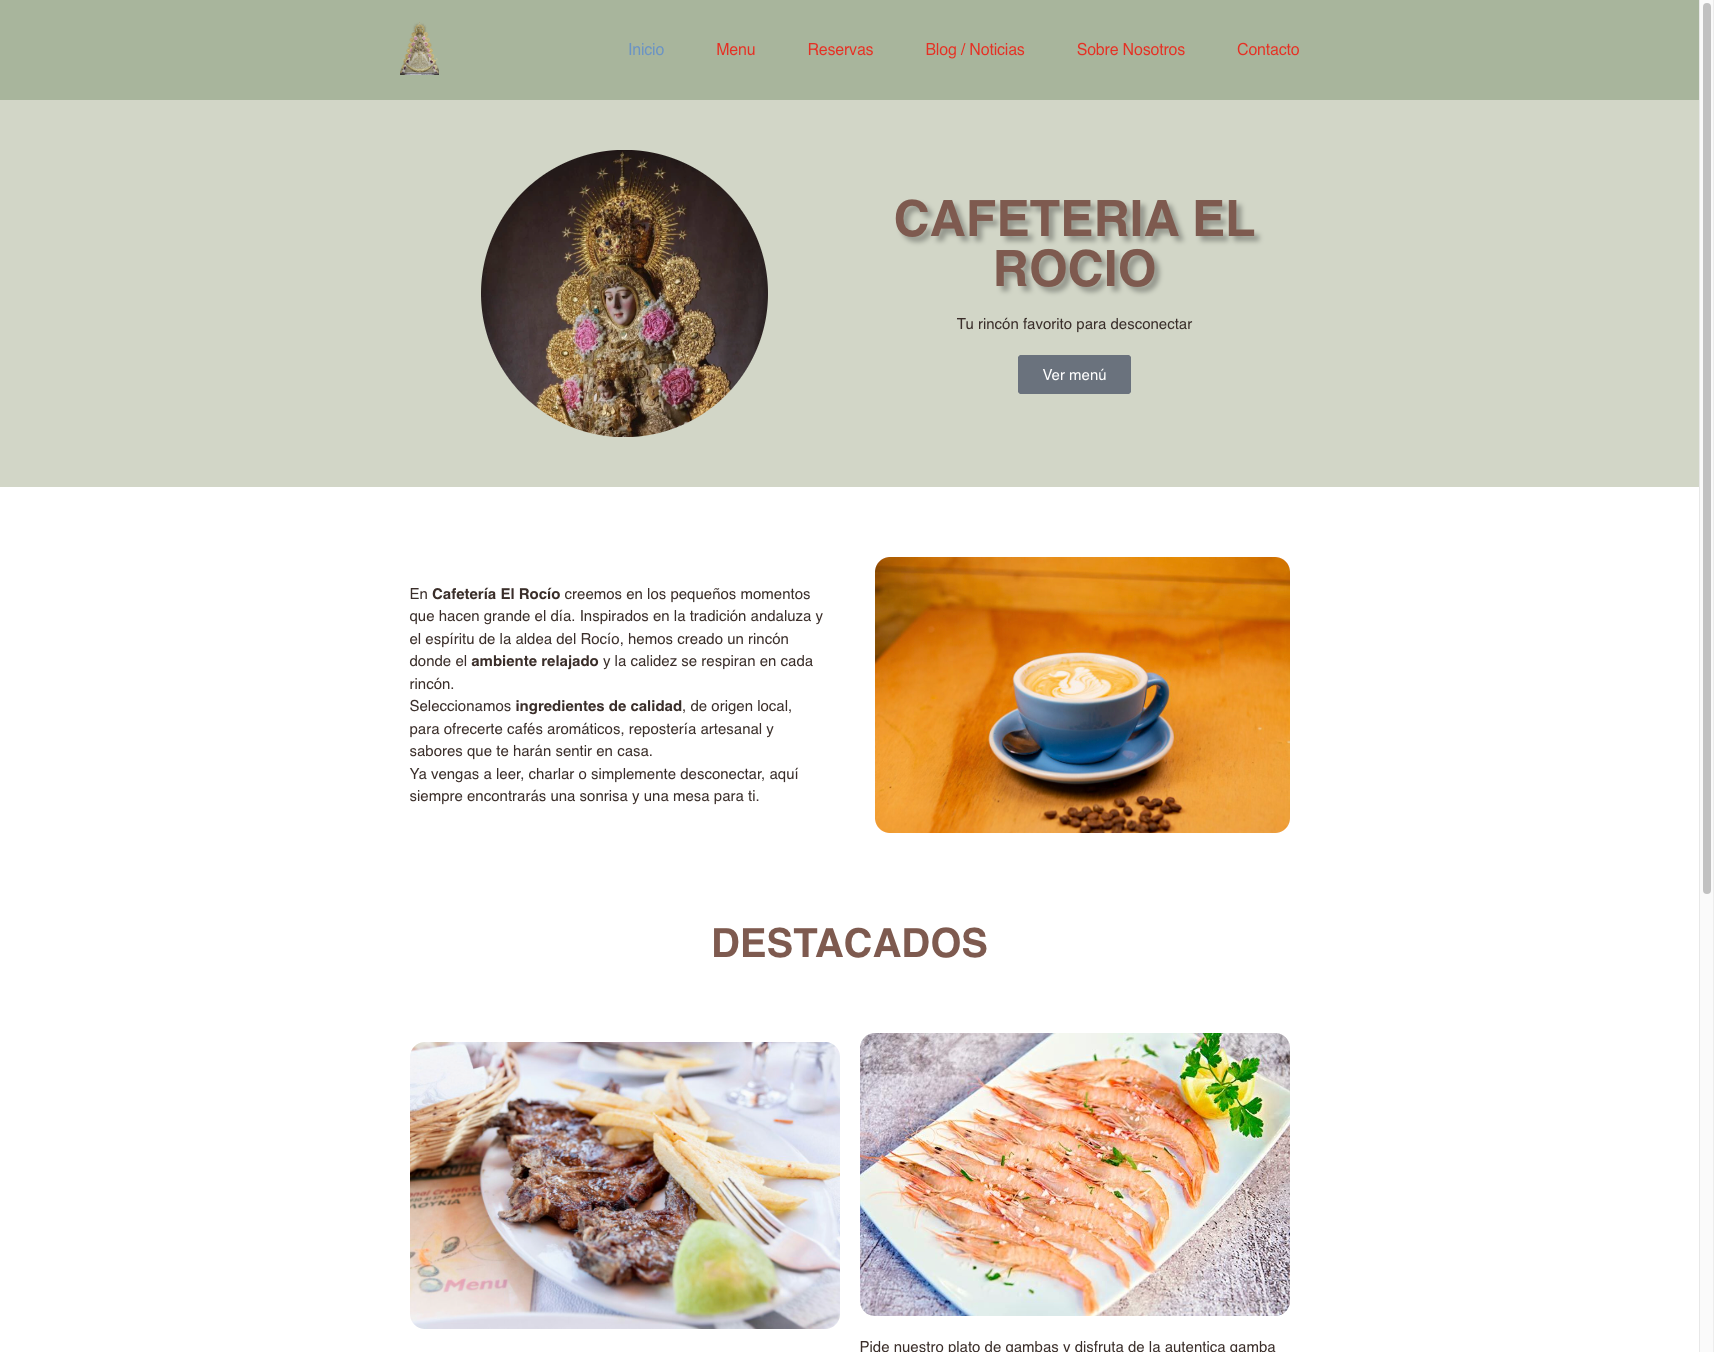 Inicio Menu Reservas Blog / Noticias Sobre Nosotros Contacto
CAFETERIA EL
ROCIO
Tu rincón favorito para desconectar
Ver menú
En Cafetería El Rocío creemos en los pequeños momentos
que hacen grande el día. Inspirados en la tradición andaluza y
el espíritu de la aldea del Rocío, hemos creado un rincón
donde el ambiente relajado y la calidez se respiran en cada
rincón.
Seleccionamos ingredientes de calidad, de origen local,
para ofrecerte cafés aromáticos, repostería artesanal y
sabores que te harán sentir en casa.
Ya vengas a leer, charlar o simplemente desconectar, aquí
siempre encontrarás una sonrisa y una mesa para ti.
DESTACADOS
Menu
Pide nuestro plato de gambas y disfruta de la autentica gamba